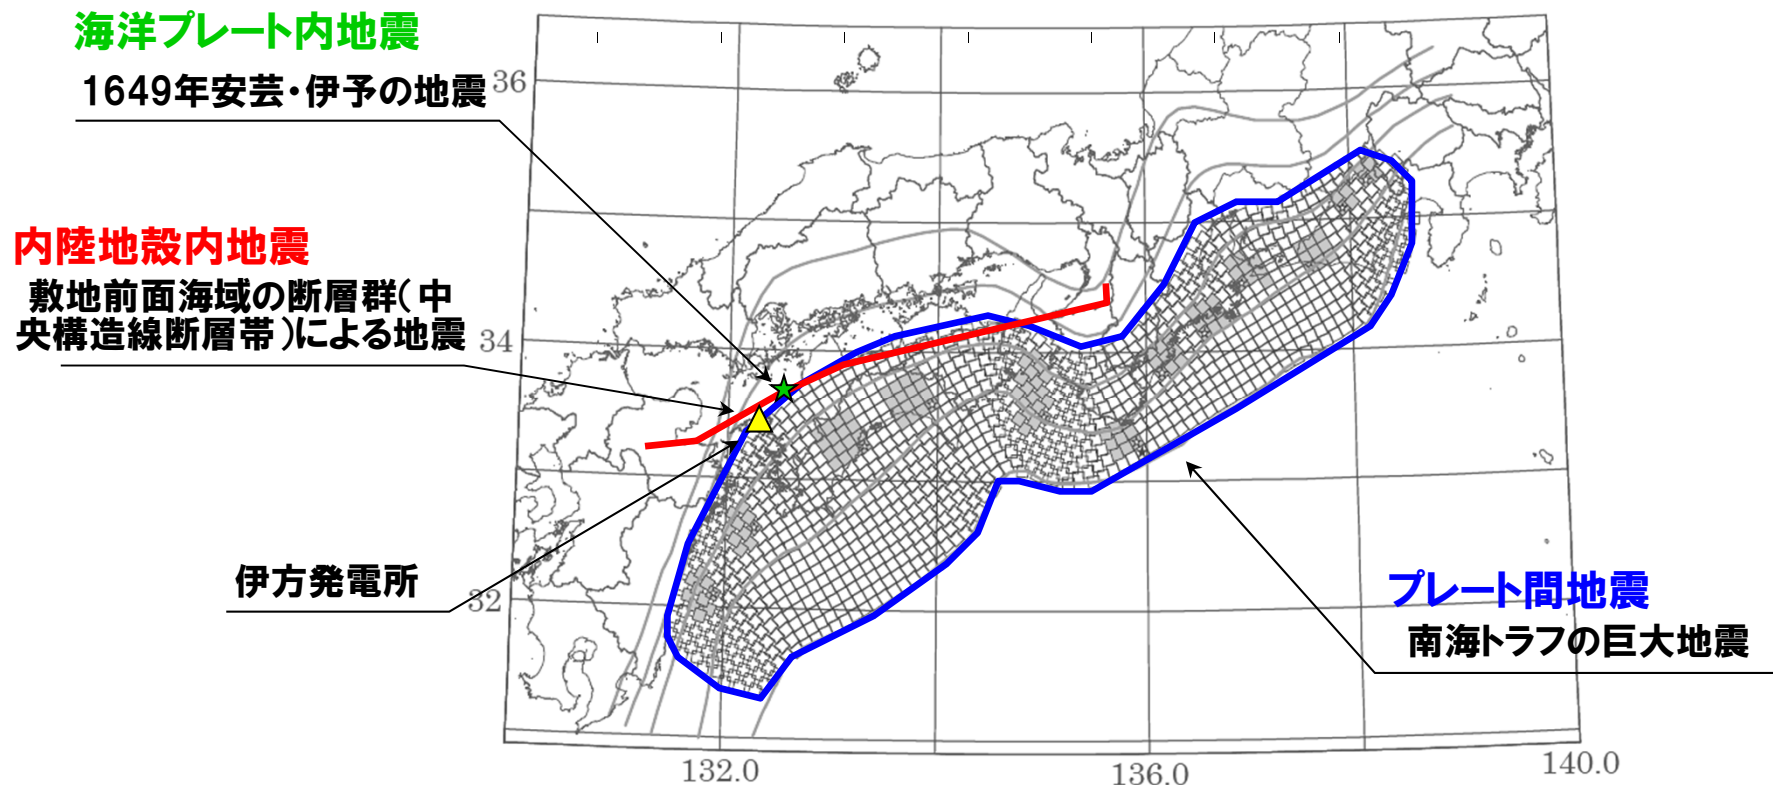 海洋プレート内地震
1649年安芸・伊予の地震
36
内陸地殻内地震
敷地前面海域の断層群(中
央構造線断層帯)による地震
34
伊方発電所
32
プレート間地震
南海トラフの巨大地震
132.0
136.0
140.0